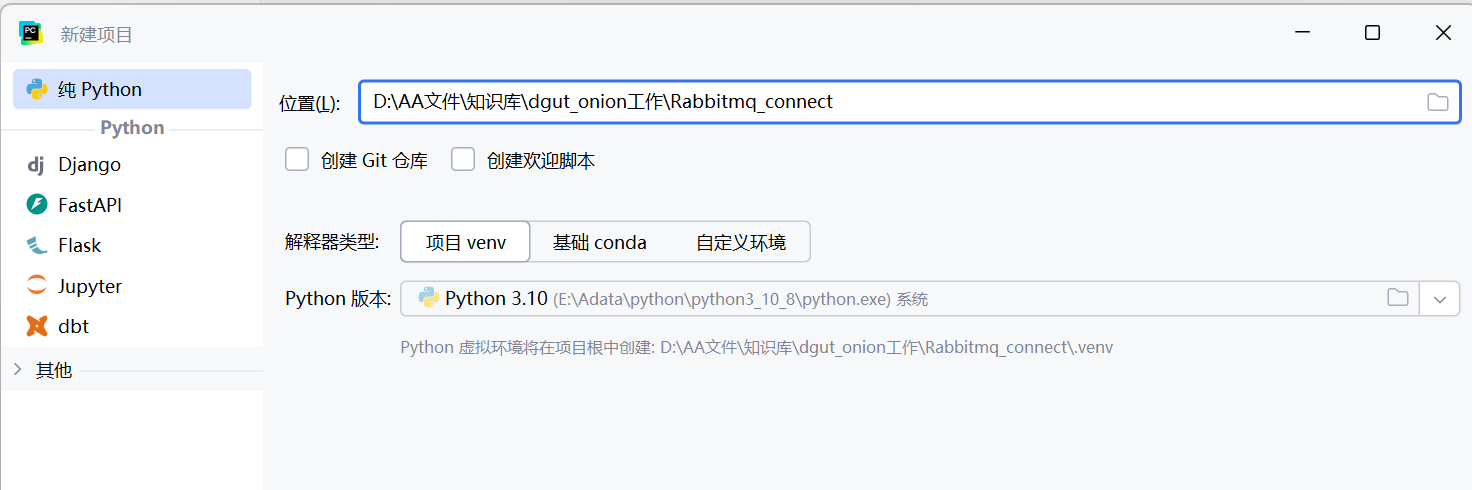 PC
新建项目
纯 Python
Python
dj Django
FastAPI
Flask
Jupyter
dbt
其他
位置(L): D:\AA文件\知识库\dgut_onion工作\Rabbitmq_connect
创建 Git 仓库 创建欢迎脚本
解释器类型: 项目 venv 基础 conda 自定义环境
Python 版本: Python 3.10 (E:\Adata\python\python3_10_8\python.exe) 系统
Python 虚拟环境将在项目根中创建: D:\AA文件\知识库\dgut_onion工作\Rabbitmq_connect\.venv